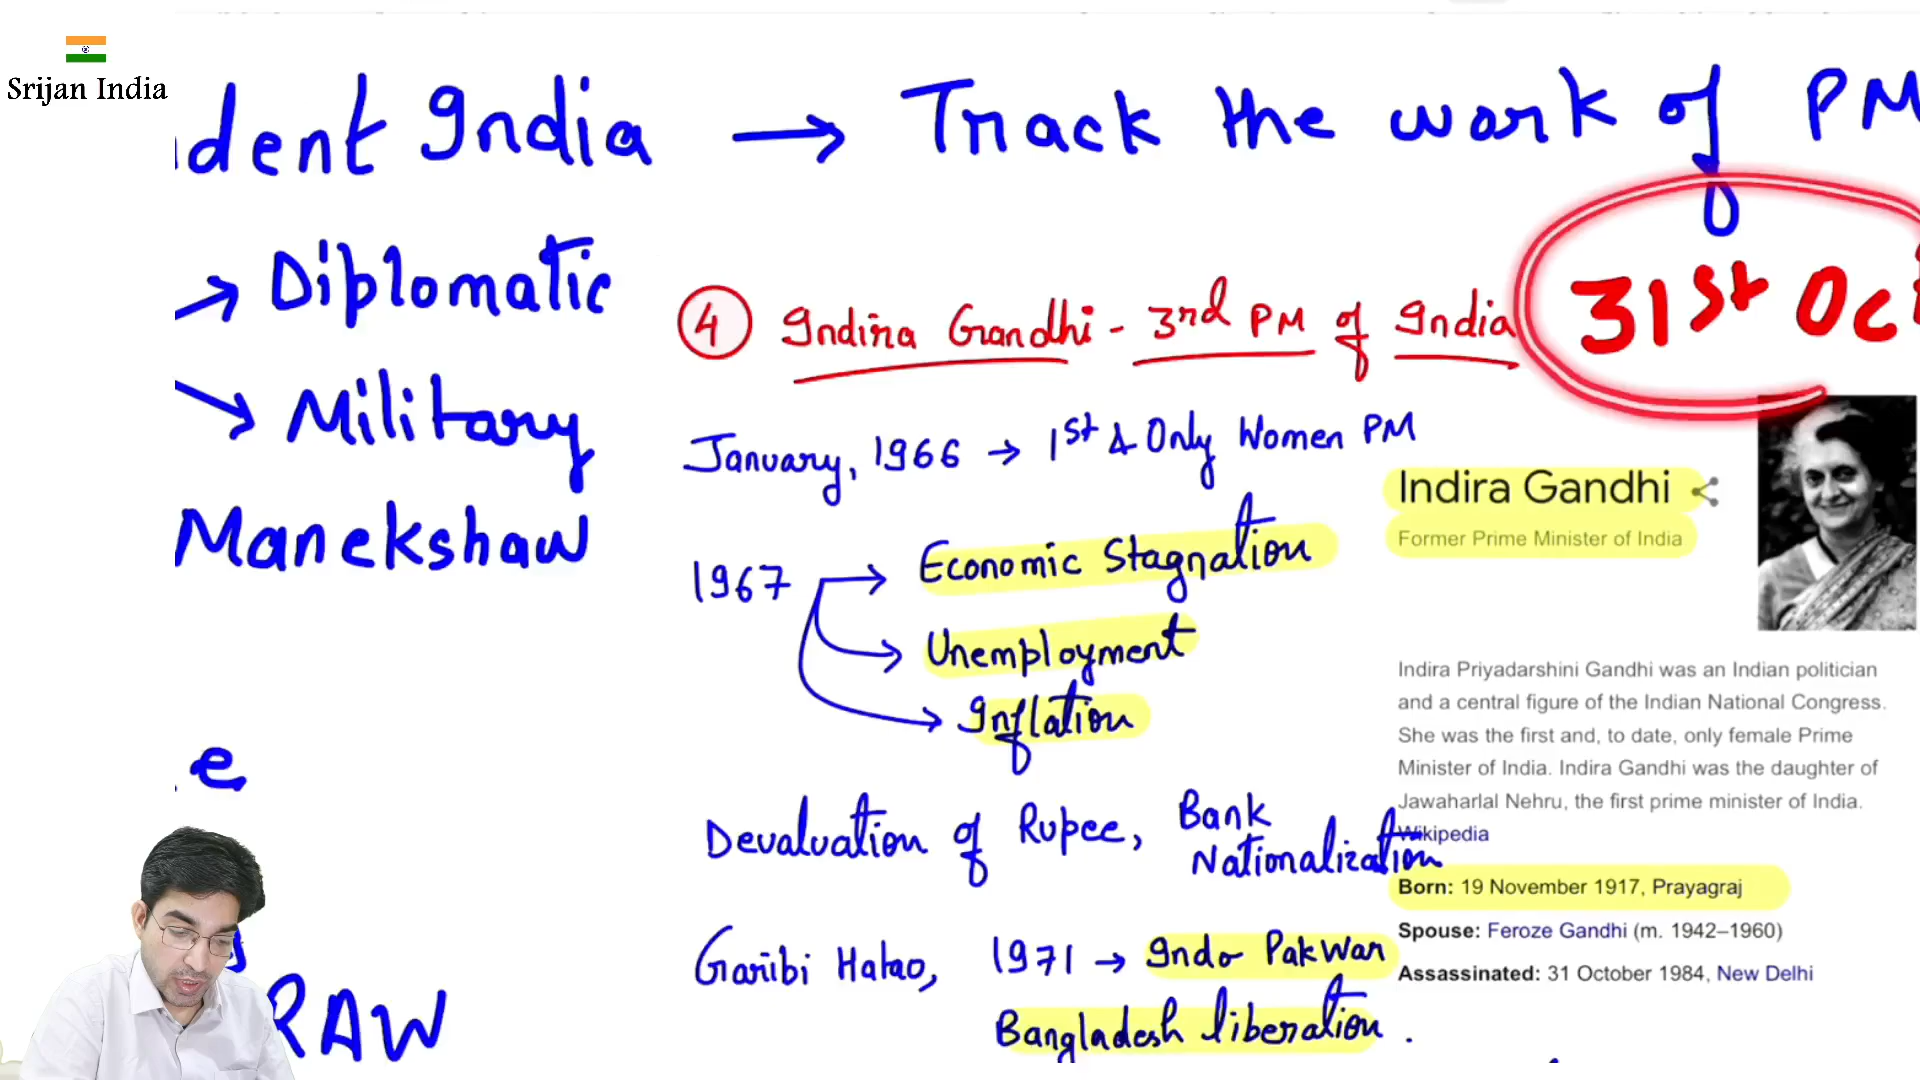 Srijan India
dent India → Track the work of PM
→ Diplomatic
31st Oct
④ Indira Gandhi - 3rd PM of India
→ Military
January, 1966 → 1st & Only Women PM
Manekshaw
Indira Gandhi
Former Prime Minister of India
1967 → Economic Stagnation
→ Unemployment
→ Inflation
Indira Priyadarshini Gandhi was an Indian politician
and a central figure of the Indian National Congress.
She was the first and, to date, only female Prime
Minister of India. Indira Gandhi was the daughter of
Jawaharlal Nehru, the first prime minister of India.
Wikipedia
Devaluation of Rupee, Bank
Nationalization
Born: 19 November 1917, Prayagraj
Spouse: Feroze Gandhi (m. 1942–1960)
Assassinated: 31 October 1984, New Delhi
Garibi Hatao, 1971 → Indo Pak War
Bangladesh liberation.
RAW